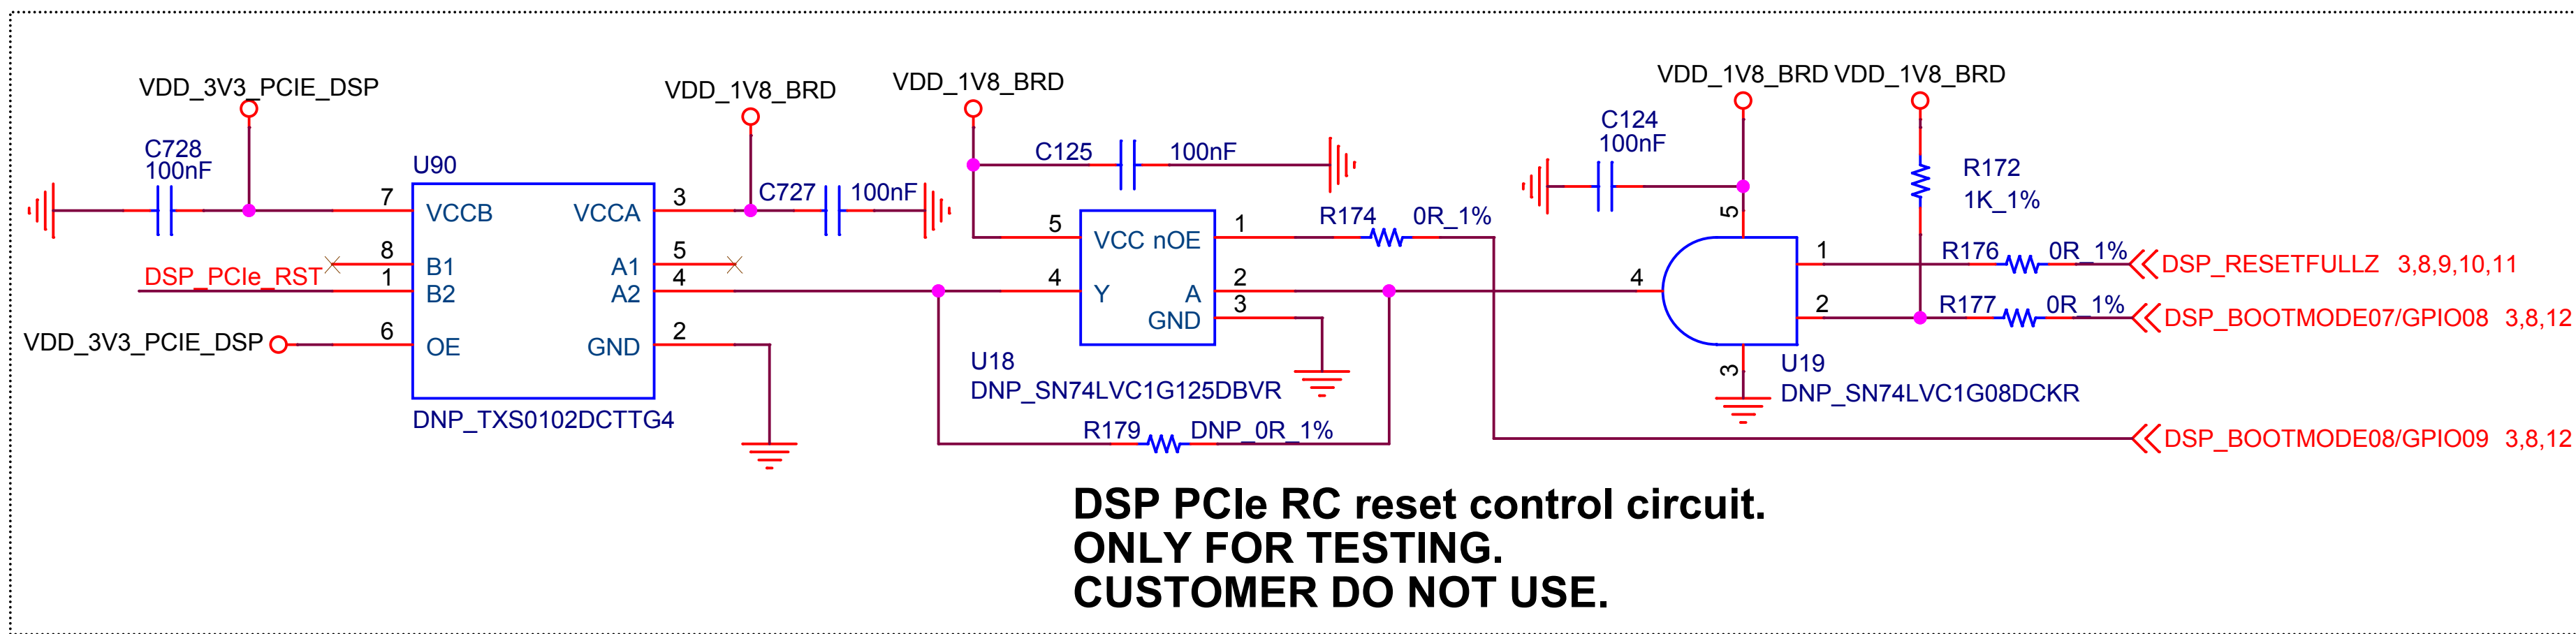 VDD_3V3_PCIE_DSP
VDD_1V8_BRD
VDD_1V8_BRD
VDD_1V8_BRD VDD_1V8_BRD
C728
100nF
U90
7 VCCB VCCA 3
8 B1 A1 5
DSP_PCIe_RST 1 B2 A2 4
VDD_3V3_PCIE_DSP 6 OE GND 2
DNP_TXS0102DCTTG4
C727 100nF
C125 100nF
5 VCC nOE 1
4 Y A 2
GND 3
U18
DNP_SN74LVC1G125DBVR
R179 DNP_0R_1%
R174 0R_1%
C124
100nF
R172
1K_1%
5
4
1 R176 0R_1% DSP_RESETFULLZ 3,8,9,10,11
2 R177 0R_1% DSP_BOOTMODE07/GPIO08 3,8,12
3
U19
DNP_SN74LVC1G08DCKR
DSP_BOOTMODE08/GPIO09 3,8,12
DSP PCIe RC reset control circuit.
ONLY FOR TESTING.
CUSTOMER DO NOT USE.